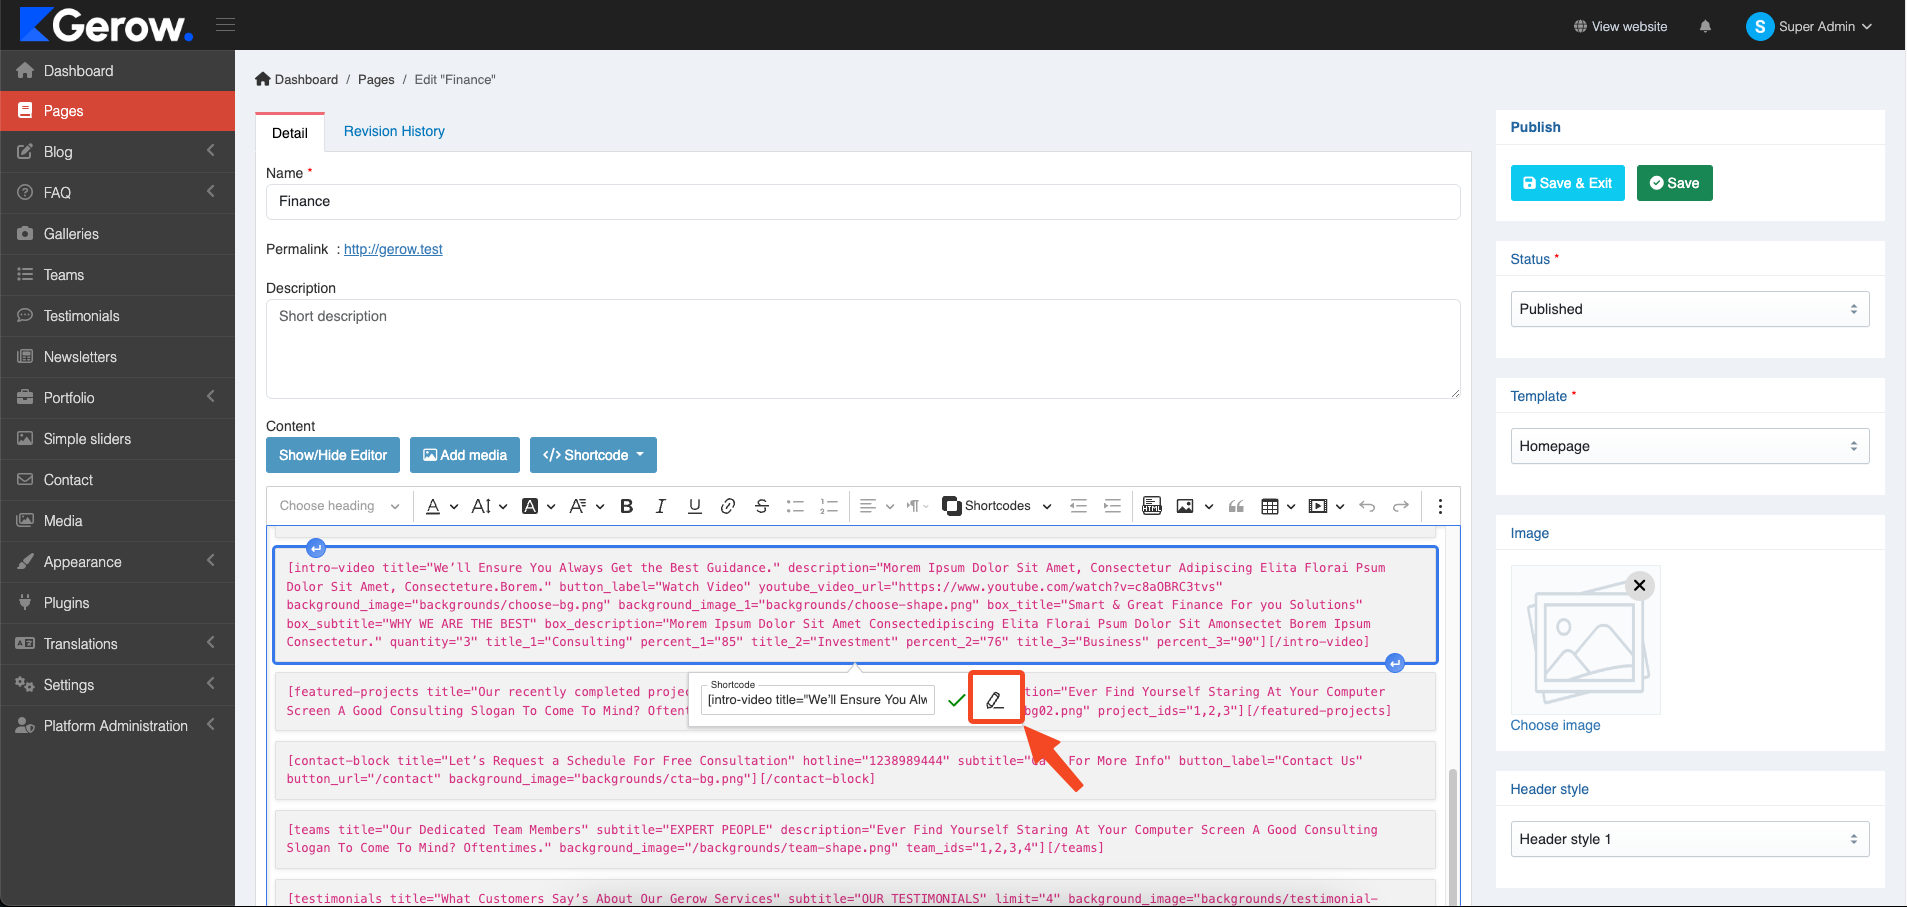 Gerow.
View website
S
Super Admin
Dashboard
Pages
Blog
FAQ
Galleries
Teams
Testimonials
Newsletters
Portfolio
Simple sliders
Contact
Media
Appearance
Plugins
Translations
Settings
Platform Administration
Dashboard / Pages / Edit "Finance"
Detail
Revision History
Name *
Finance
Permalink : http://gerow.test
Description
Short description
Content
Show/Hide Editor
Add media
</> Shortcode
Choose heading
Shortcodes
HTML
[intro-video title="We’ll Ensure You Always Get the Best Guidance." description="Morem Ipsum Dolor Sit Amet, Consectetur Adipiscing Elita Florai Psum
Dolor Sit Amet, Consecteture.Borem." button_label="Watch Video" youtube_video_url="https://www.youtube.com/watch?v=c8aOBRC3tvs"
background_image="backgrounds/choose-bg.png" background_image_1="backgrounds/choose-shape.png" box_title="Smart & Great Finance For you Solutions"
box_subtitle="WHY WE ARE THE BEST" box_description="Morem Ipsum Dolor Sit Amet Consectedipiscing Elita Florai Psum Dolor Sit Amonsectet Borem Ipsum
Consectetur." quantity="3" title_1="Consulting" percent_1="85" title_2="Investment" percent_2="76" title_3="Business" percent_3="90"][/intro-video]
Shortcode
[intro-video title="We’ll Ensure You Alw
[featured-projects title="Our recently completed projec tion="Ever Find Yourself Staring At Your Computer
Screen A Good Consulting Slogan To Come To Mind? Oftent bg02.png" project_ids="1,2,3"][/featured-projects]
[contact-block title="Let’s Request a Schedule For Free Consultation" hotline="1238989444" subtitle=" For More Info" button_label="Contact Us"
button_url="/contact" background_image="backgrounds/cta-bg.png"][/contact-block]
[teams title="Our Dedicated Team Members" subtitle="EXPERT PEOPLE" description="Ever Find Yourself Staring At Your Computer Screen A Good Consulting
Slogan To Come To Mind? Oftentimes." background_image="/backgrounds/team-shape.png" team_ids="1,2,3,4"][/teams]
[testimonials title="What Customers Say’s About Our Gerow Services" subtitle="OUR TESTIMONIALS" limit="4" background_image="backgrounds/testimonial-
Publish
Save & Exit
Save
Status *
Published
Template *
Homepage
Image
Choose image
Header style
Header style 1